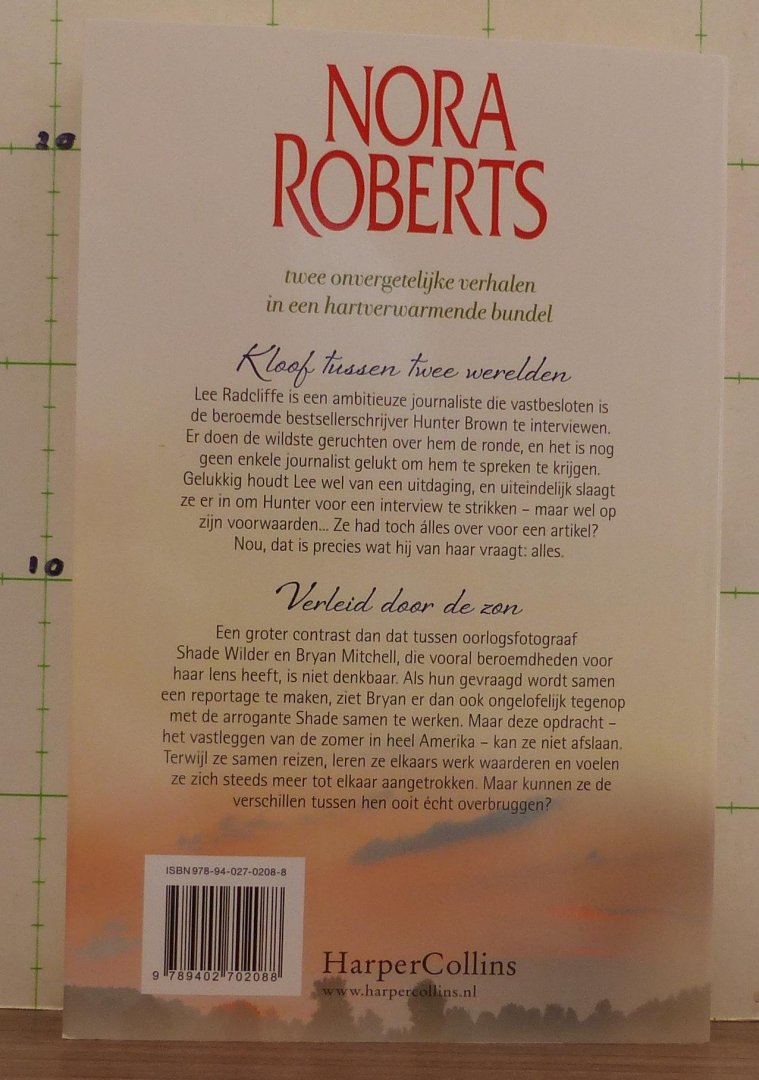 20
NORA
ROBERTS
twee onvergetelijke verhalen
in een hartverwarmende bundel
Kloof tussen twee werelden
Lee Radcliffe is een ambitieuze journaliste die vastbesloten is
de beroemde bestsellerschrijver Hunter Brown te interviewen.
Er doen de wildste geruchten over hem de ronde, en het is nog
geen enkele journalist gelukt om hem te spreken te krijgen.
Gelukkig houdt Lee wel van een uitdaging, en uiteindelijk slaagt
ze er in om Hunter voor een interview te strikken – maar wel op
zijn voorwaarden... Ze had toch álles over voor een artikel?
Nou, dat is precies wat hij van haar vraagt: alles.
10
Verleid door de zon
Een groter contrast dan dat tussen oorlogsfotograaf
Shade Wilder en Bryan Mitchell, die vooral beroemdheden voor
haar lens heeft, is niet denkbaar. Als hun gevraagd wordt samen
een reportage te maken, ziet Bryan er dan ook ongelofelijk tegenop
met de arrogante Shade samen te werken. Maar deze opdracht –
het vastleggen van de zomer in heel Amerika – kan ze niet afslaan.
Terwijl ze samen reizen, leren ze elkaars werk waarderen en voelen
ze zich steeds meer tot elkaar aangetrokken. Maar kunnen ze de
verschillen tussen hen ooit écht overbruggen?
ISBN 978-94-027-0208-8
9 789402 702088
HarperCollins
www.harpercollins.nl